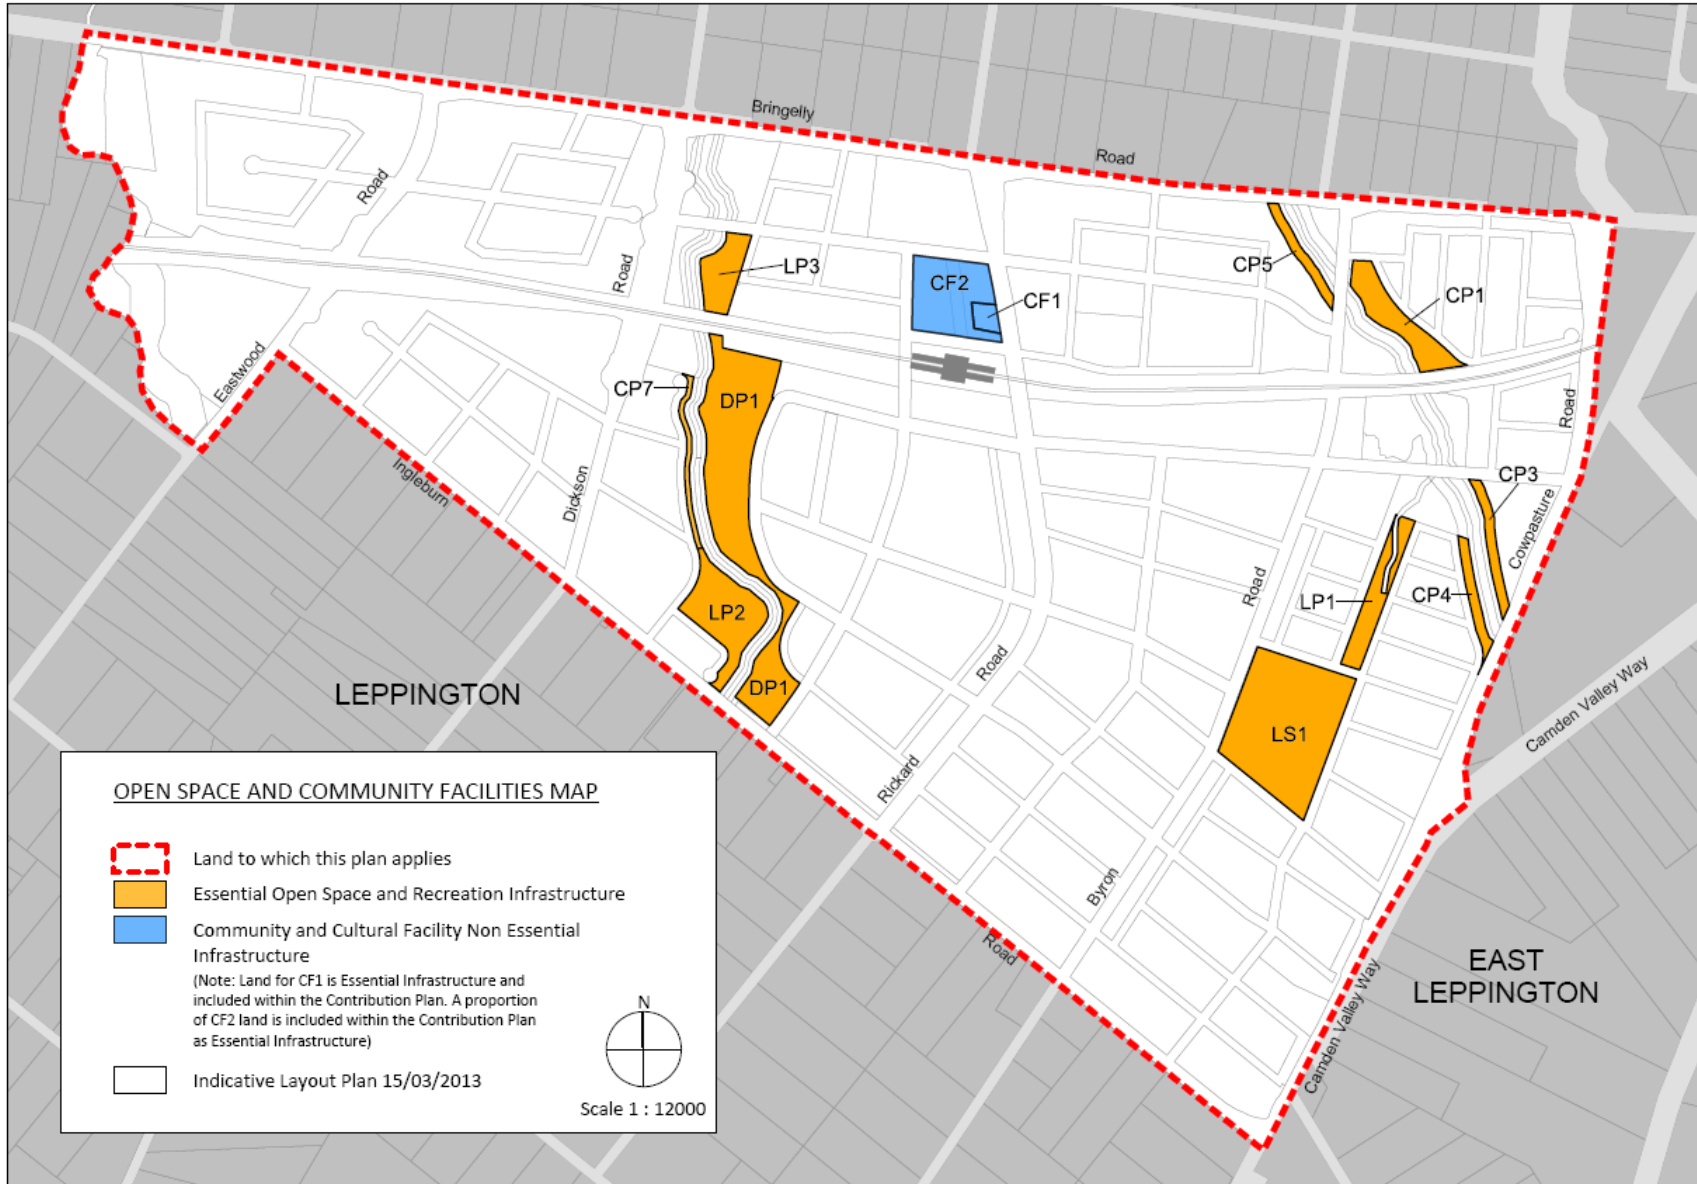 Bringelly
Road
Road
Road
Eastwood
Ingleburn
Dickson
LP3
CF2
CF1
CP5
CP1
CP7
DP1
Road
CP3
Cowpasture
Road
LP1
CP4
LP2
DP1
Road
LS1
Camden Valley Way
LEPPINGTON
Rickard
Byron
Road
Camden Valley Way
EAST
LEPPINGTON
OPEN SPACE AND COMMUNITY FACILITIES MAP
Land to which this plan applies
Essential Open Space and Recreation Infrastructure
Community and Cultural Facility Non Essential
Infrastructure
(Note: Land for CF1 is Essential Infrastructure and
included within the Contribution Plan. A proportion
of CF2 land is included within the Contribution Plan
as Essential Infrastructure)
Indicative Layout Plan 15/03/2013
N
Scale 1 : 12000